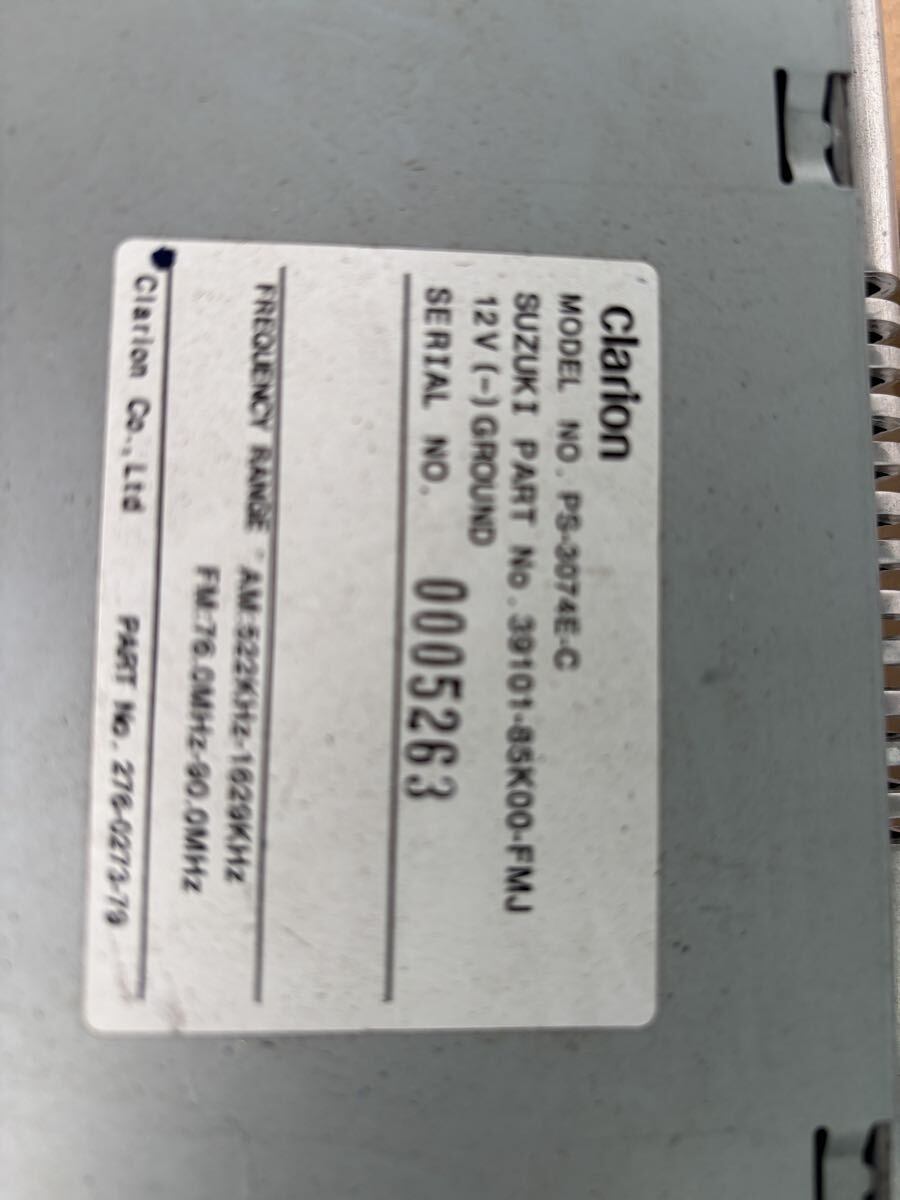 Clarion
MODEL NO. PS-3074E-C
SUZUKI PART No. 39101-85K00-FMJ
12V(-)GROUND
SERIAL NO. 0005263
FREQUENCY RANGE : AM:522KHz-1629KHz
FM:76.0MHz-90.0MHz
Clarion Co.,Ltd PART No. 276-0273-79